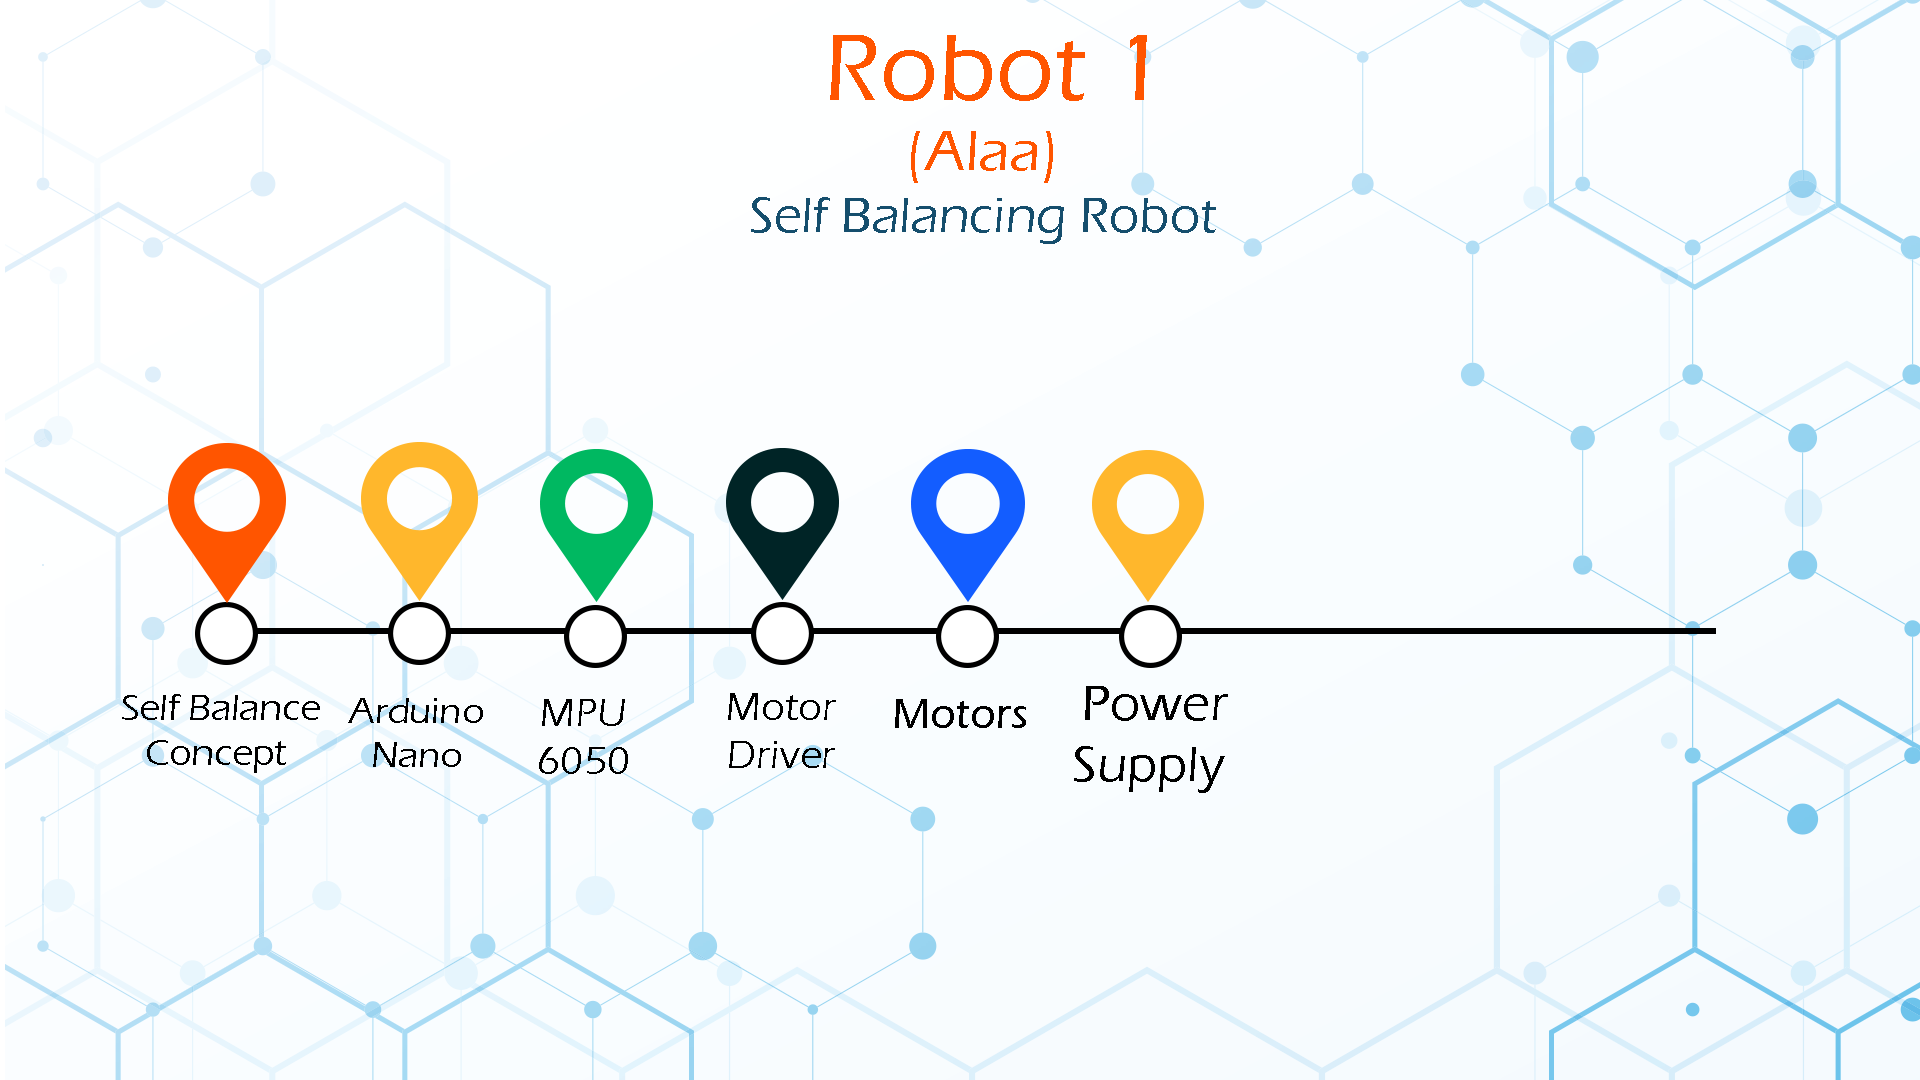 Robot 1
(Alaa)
Self Balancing Robot
Self Balance
Concept
Arduino
Nano
MPU
6050
Motor
Driver
Motors
Power
Supply